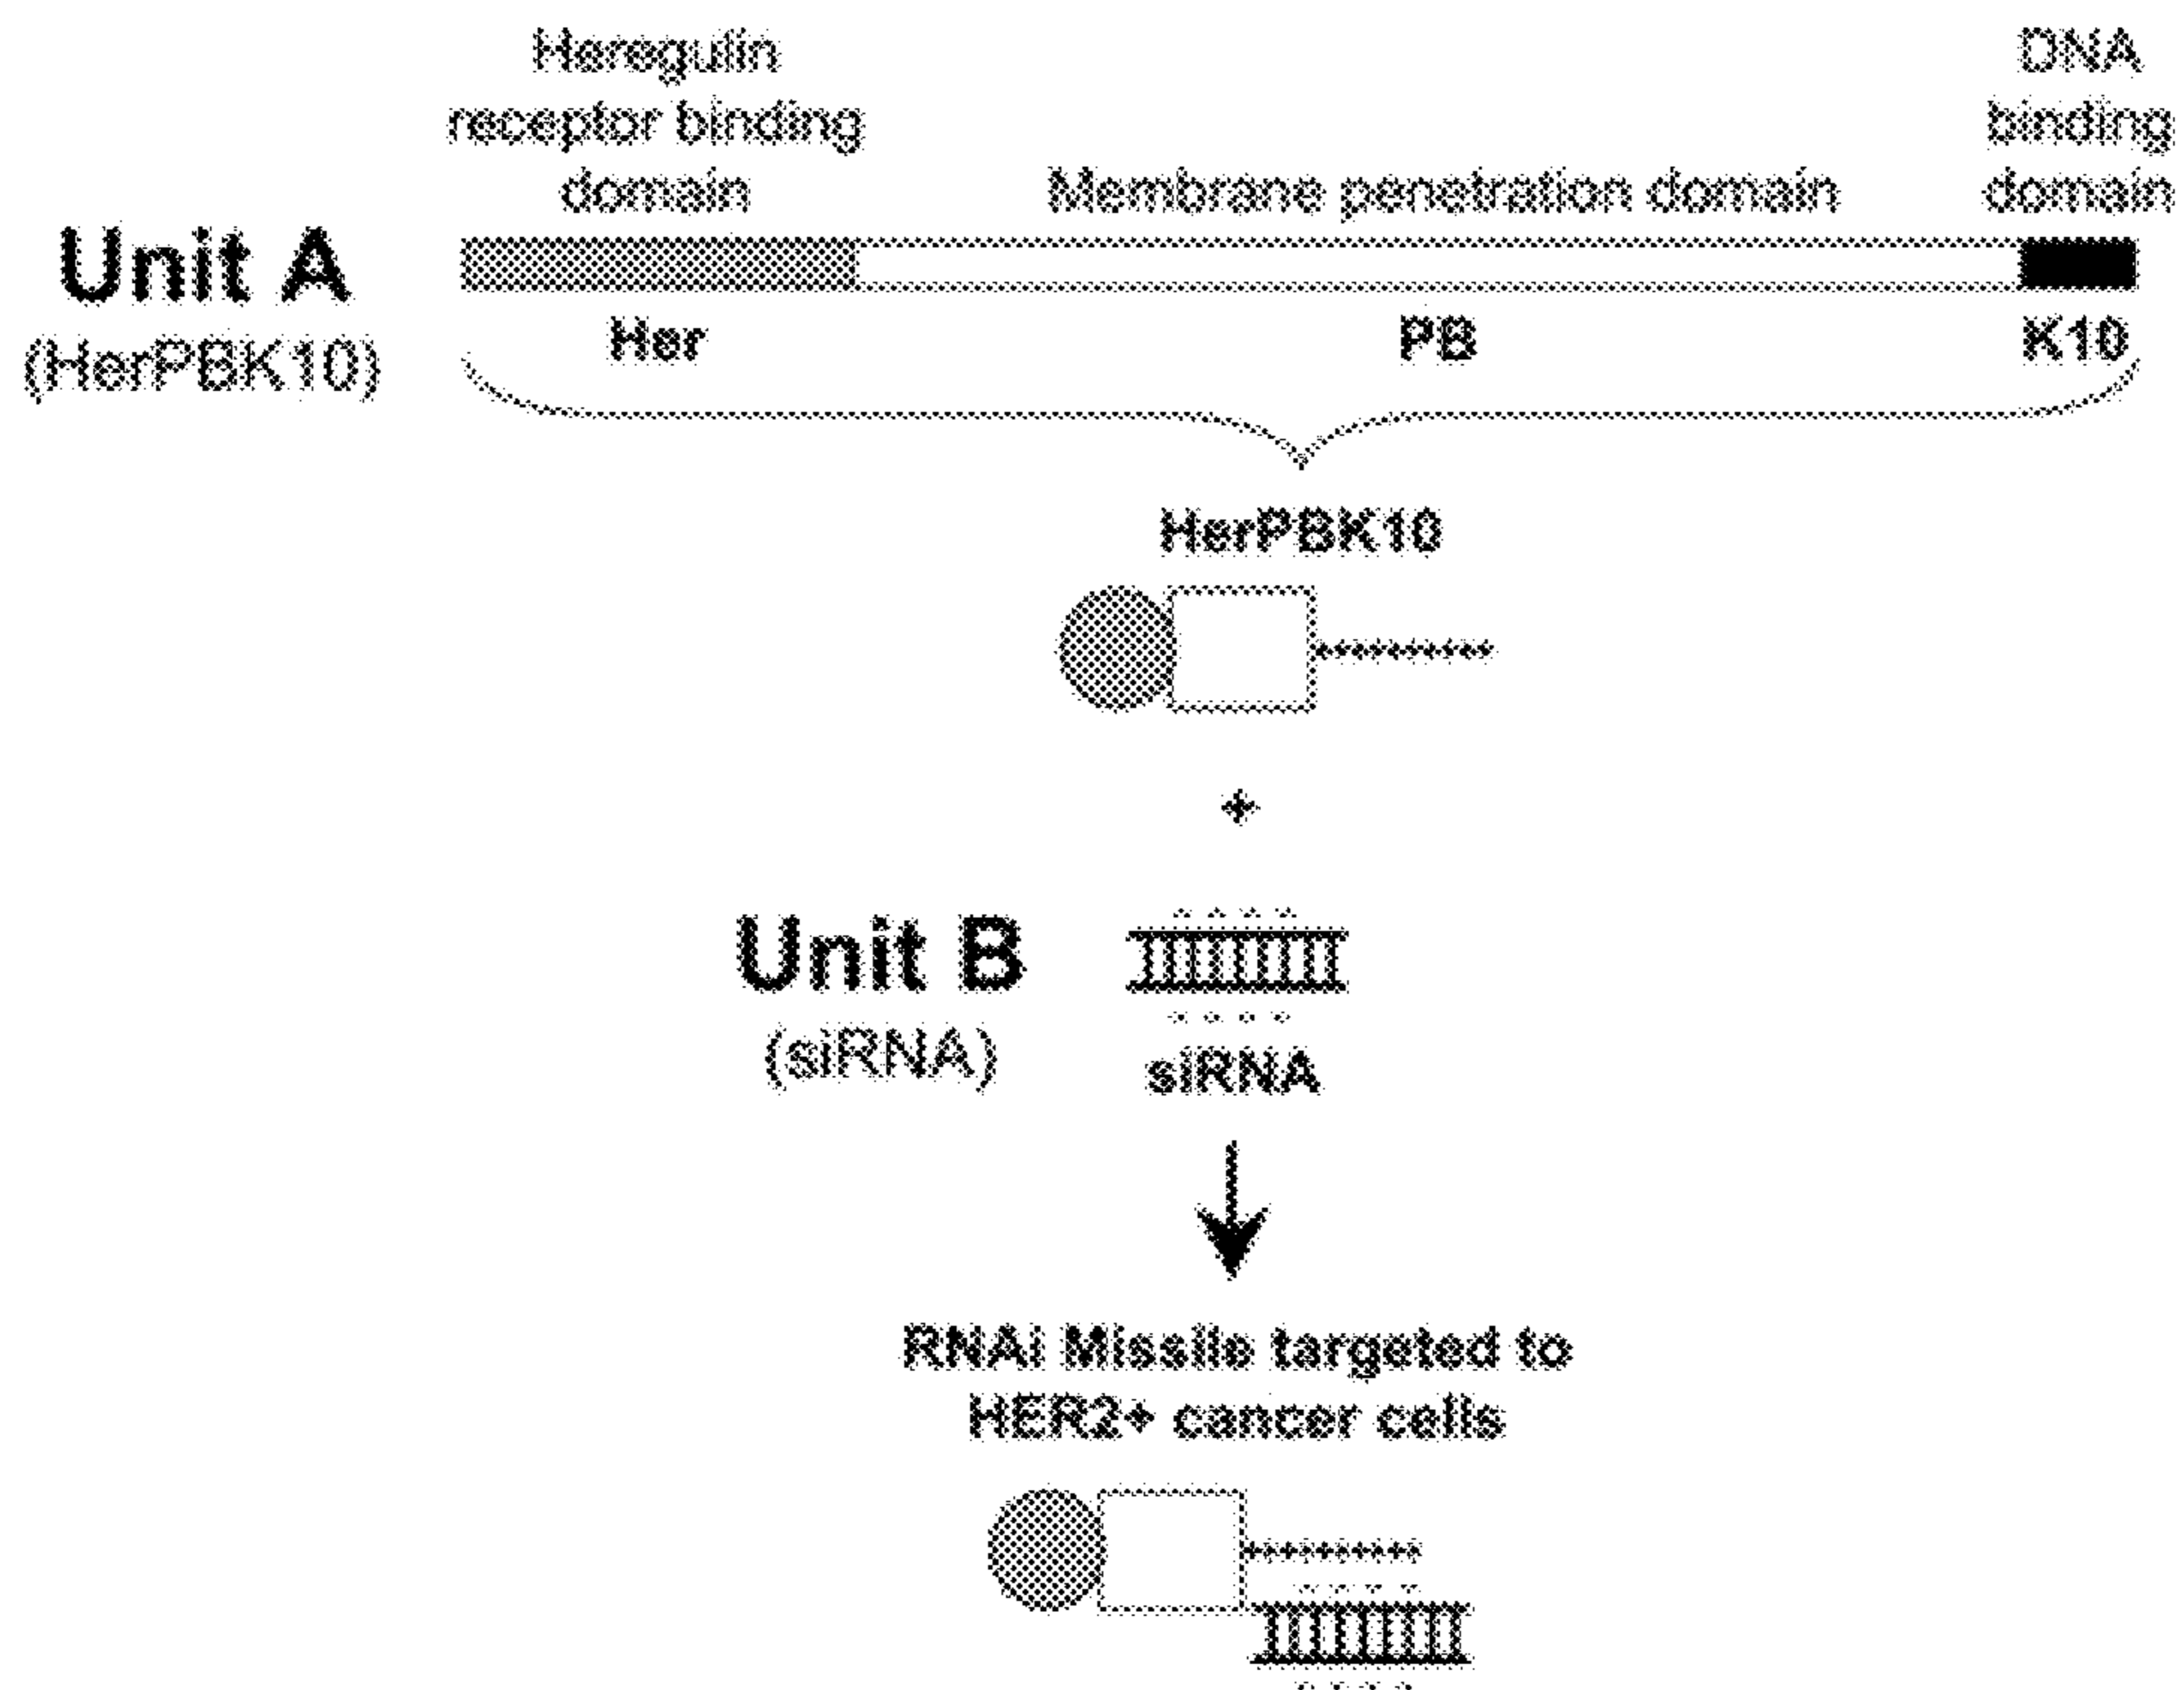 Heregulin
receptor binding
domain
Membrane penetration domain
DNA
binding
domain
Unit A
(HerPBK10)
Her
PB
K10
HerPBK10
+
Unit B
(siRNA)
siRNA
RNAi Missile targeted to
HER2+ cancer cells